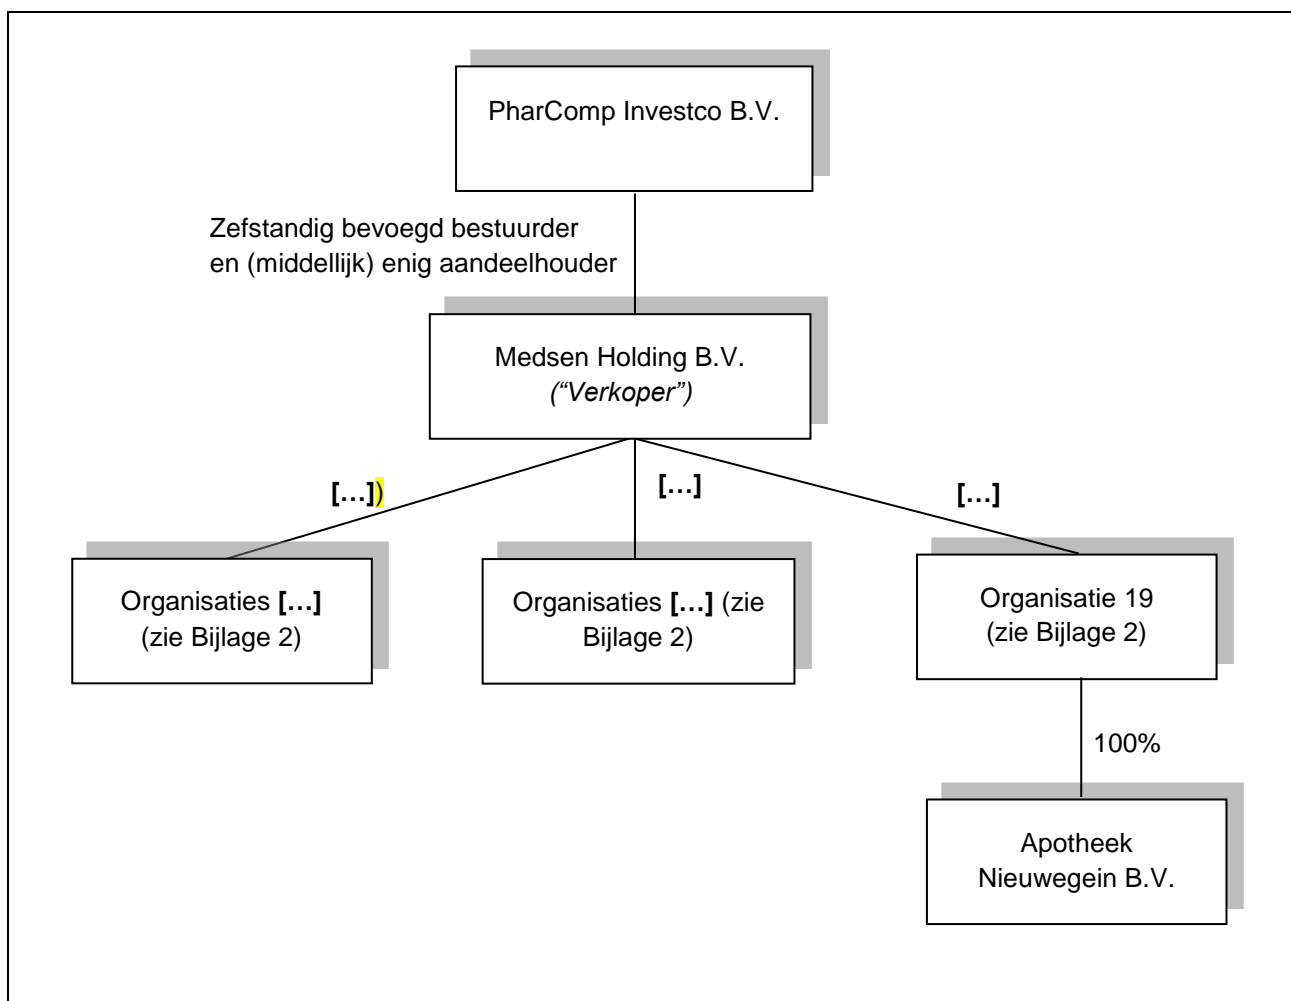 PharComp Investco B.V.
Zefstandig bevoegd bestuurder
en (middellijk) enig aandeelhouder
Medsen Holding B.V.
(“Verkoper”)
[…])
[…]
[…]
Organisaties […]
(zie Bijlage 2)
Organisaties […] (zie
Bijlage 2)
Organisatie 19
(zie Bijlage 2)
100%
Apotheek
Nieuwegein B.V.